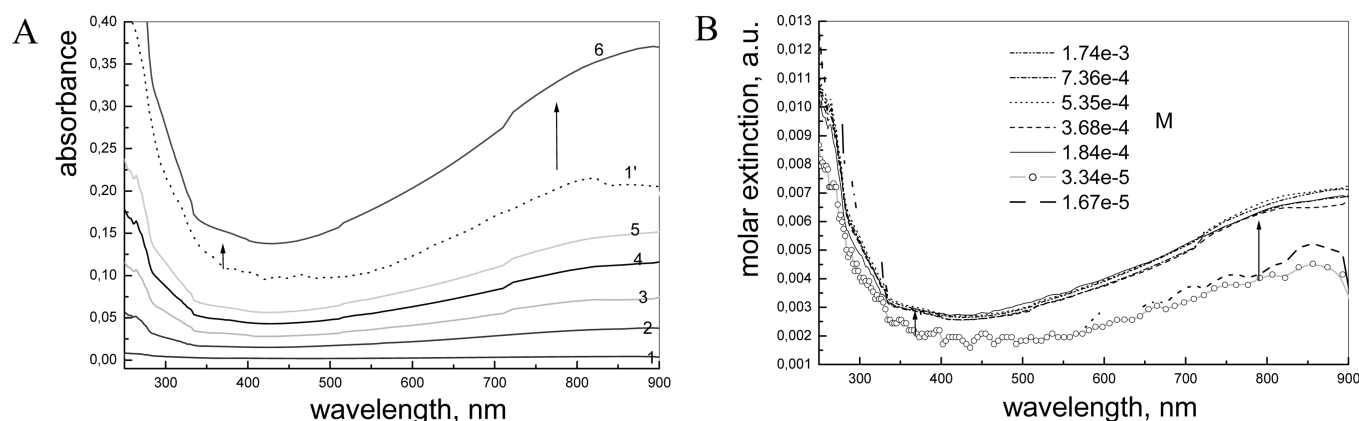 A
absorbance
0,40
0,35
0,30
0,25
0,20
0,15
0,10
0,05
0,00
6
1'
5
4
3
2
1
300 400 500 600 700 800 900
wavelength, nm
B
molar extinction, a.u.
0,013
0,012
0,011
0,010
0,009
0,008
0,007
0,006
0,005
0,004
0,003
0,002
0,001
1.74e-3
7.36e-4
5.35e-4
3.68e-4
1.84e-4
3.34e-5
1.67e-5
M
300 400 500 600 700 800 900
wavelength, nm